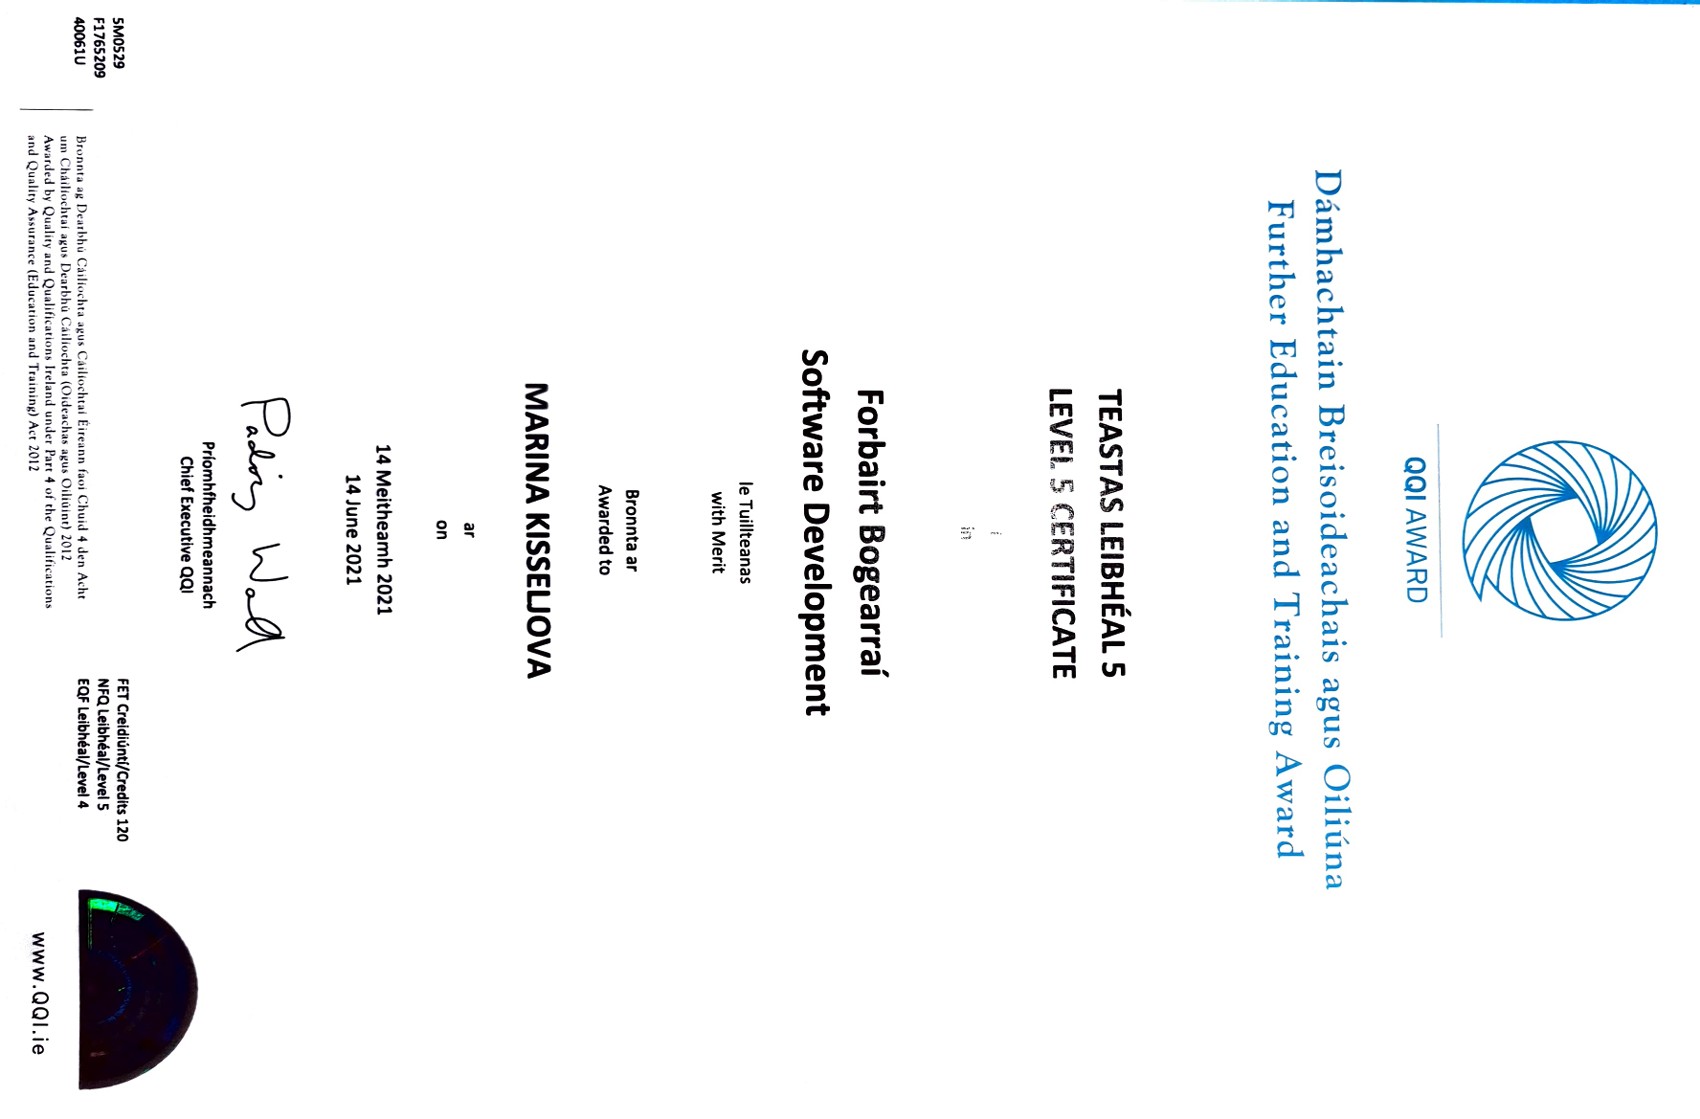 QQI AWARD
Dámhachtain Breisoideachais agus Oiliúna
Further Education and Training Award
TEASTAS LEIBHÉAL 5
LEVEL 5 CERTIFICATE
i
in
Forbairt Bogearraí
Software Development
le Tuillteanas
with Merit
Bronnta ar
Awarded to
MARINA KISSELJOVA
ar
on
14 Meitheamh 2021
14 June 2021
Príomhfheidhmeannach
Chief Executive QQI
5M0529
F1765209
40061U
Bronnta ag Dearbhú Cáilíochta agus Cáilíochtaí Éireann faoi Chuid 4 den Acht
um Cháilíochtaí agus Dearbhú Cáilíochta (Oideachas agus Oiliúint) 2012
Awarded by Quality and Qualifications Ireland under Part 4 of the Qualifications
and Quality Assurance (Education and Training) Act 2012
FET Creidiúntí/Credits 120
NFQ Leibhéal/Level 5
EQF Leibhéal/Level 4
www.QQI.ie